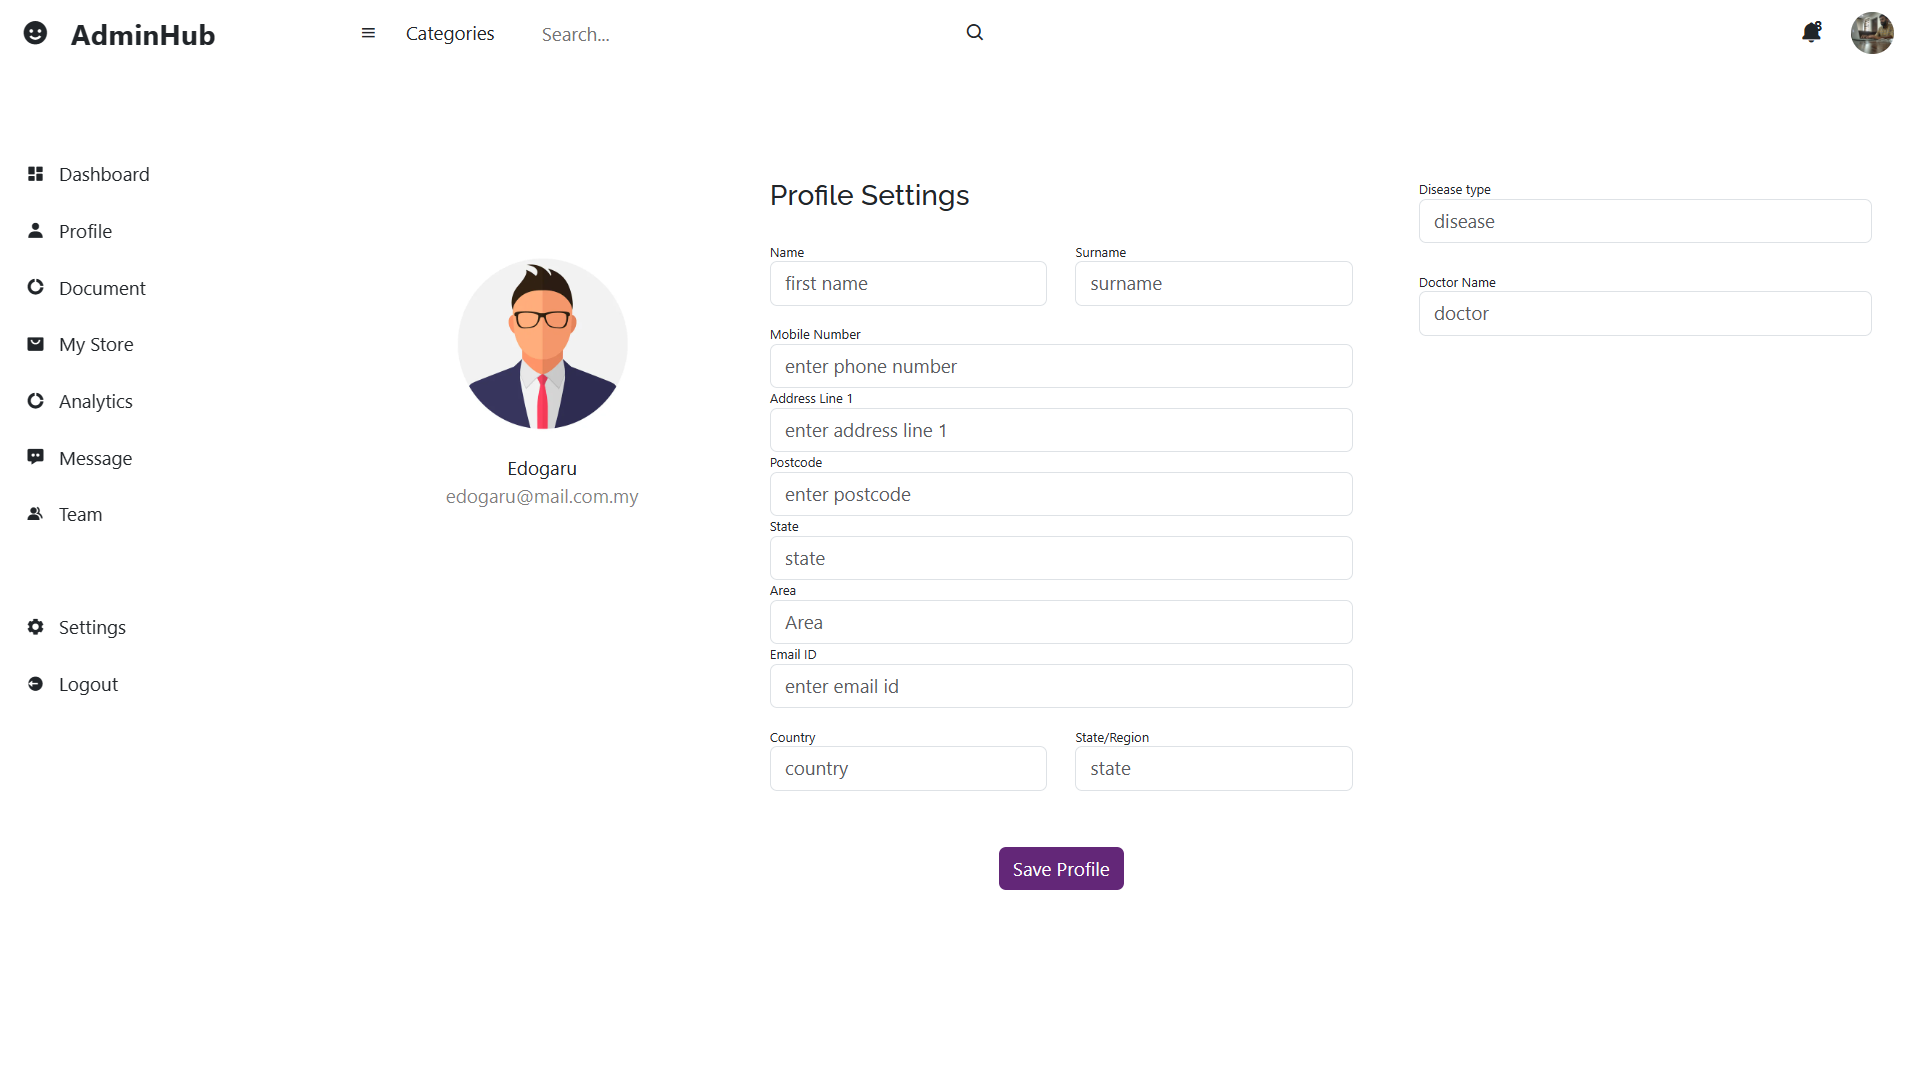 AdminHub
Categories
Search...
8
Dashboard
Profile
Document
My Store
Analytics
Message
Team
Settings
Logout
Edogaru
edogaru@mail.com.my
Profile Settings
Name
first name
Surname
surname
Mobile Number
enter phone number
Address Line 1
enter address line 1
Postcode
enter postcode
State
state
Area
Area
Email ID
enter email id
Country
country
State/Region
state
Save Profile
Disease type
disease
Doctor Name
doctor